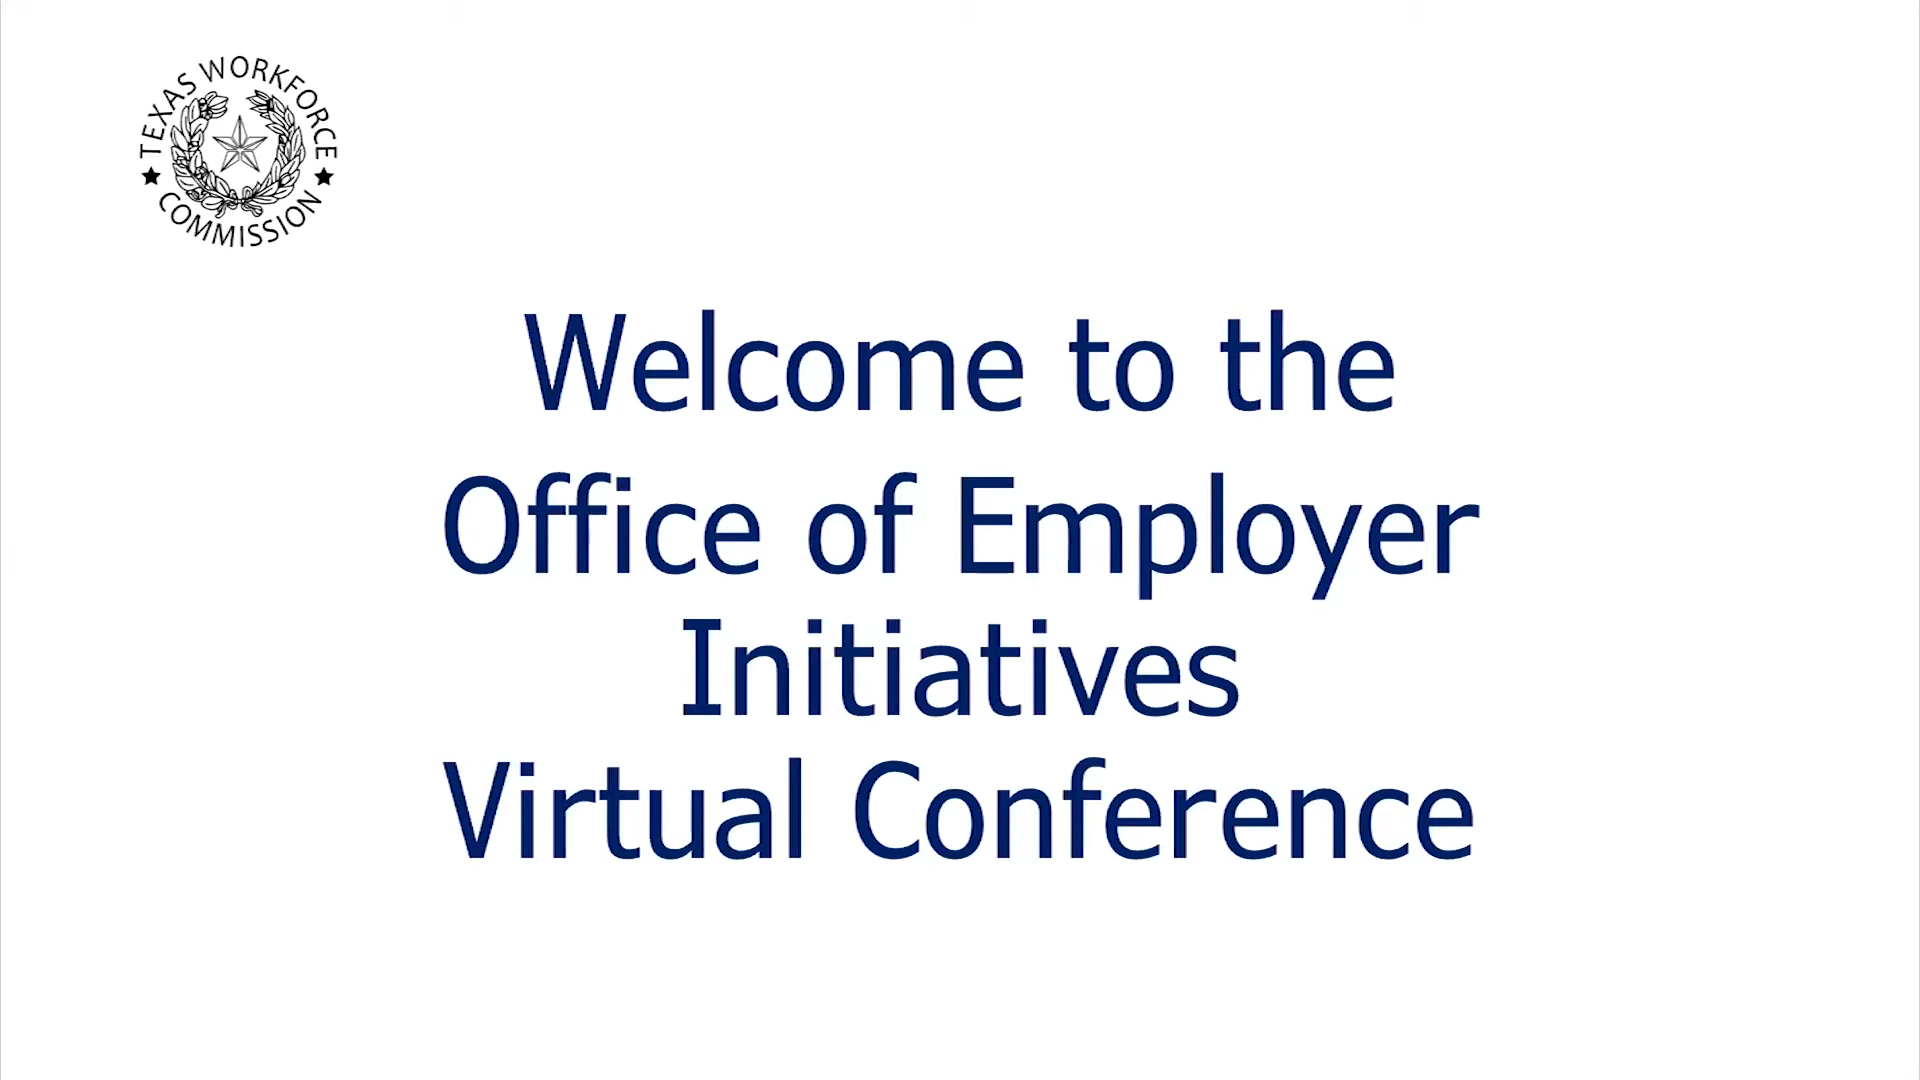 TEXAS WORKFORCE
COMMISSION
Welcome to the
Office of Employer
Initiatives
Virtual Conference